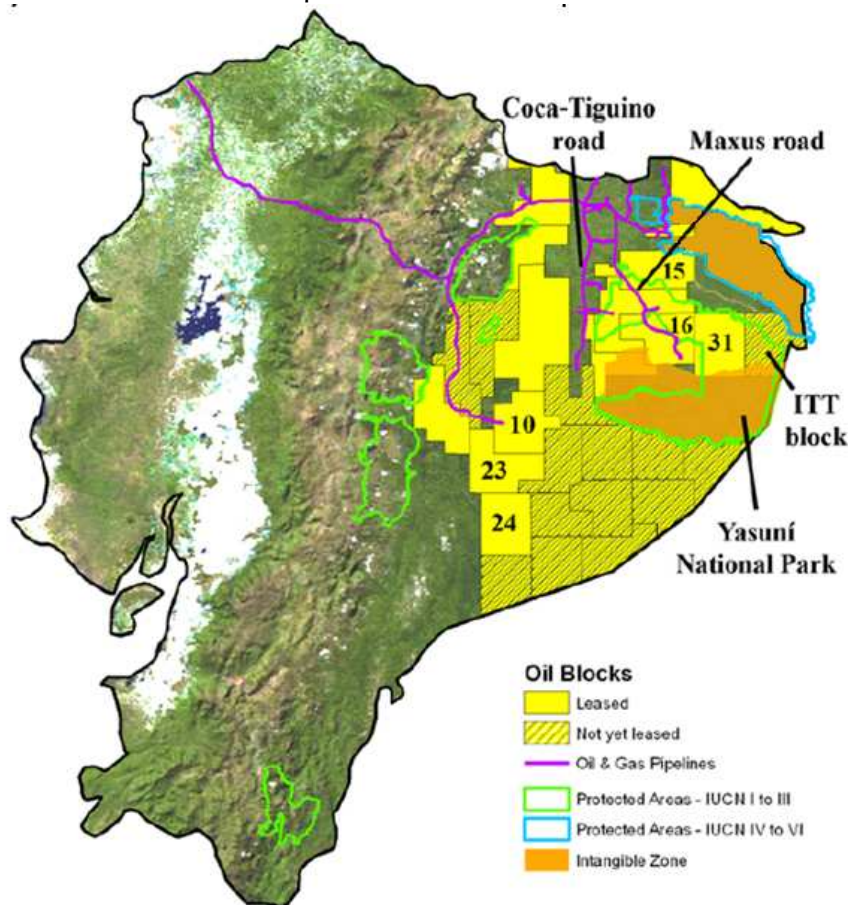 Coca-Tiguino
road
Maxus road
15
16
31
ITT
block
10
23
24
Yasuní
National Park
Oil Blocks
Leased
Not yet leased
Oil & Gas Pipelines
Protected Areas - IUCN I to III
Protected Areas - IUCN IV to VI
Intangible Zone